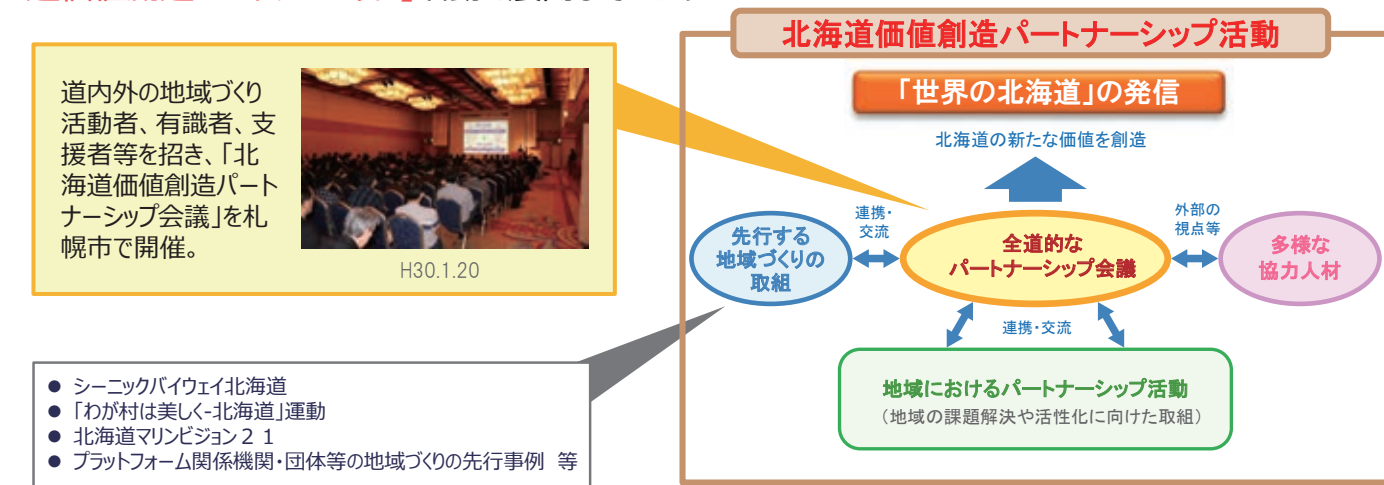 北海道価値創造パートナーシップ活動
「世界の北海道」の発信
北海道の新たな価値を創造
道内外の地域づくり
活動者、有識者、支
援者等を招き、「北
海道価値創造パート
ナーシップ会議」を札
幌市で開催。
H30.1.20
連携・
交流
外部の
視点等
先行する
地域づくりの
取組
全道的な
パートナーシップ会議
多様な
協力人材
連携・交流
地域におけるパートナーシップ活動
(地域の課題解決や活性化に向けた取組)
● シーニックバイウェイ北海道
● 「わが村は美しく-北海道」運動
● 北海道マリンビジョン２１
● プラットフォーム関係機関・団体等の地域づくりの先行事例 等